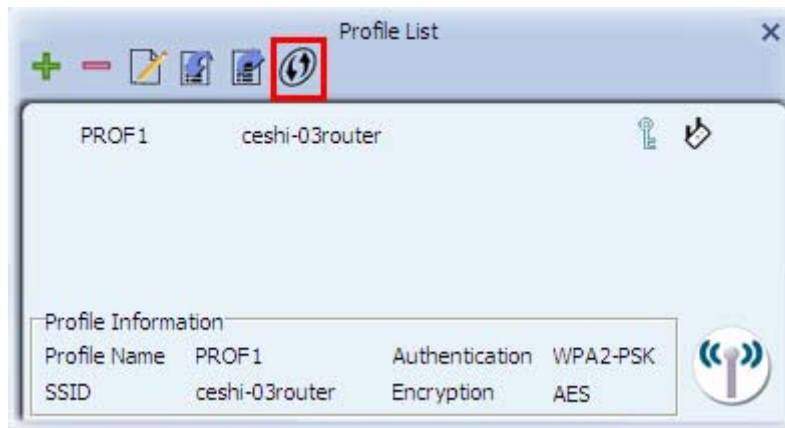 Profile List
PROF1 ceshi-03router
Profile Information
Profile Name PROF1 Authentication WPA2-PSK
SSID ceshi-03router Encryption AES